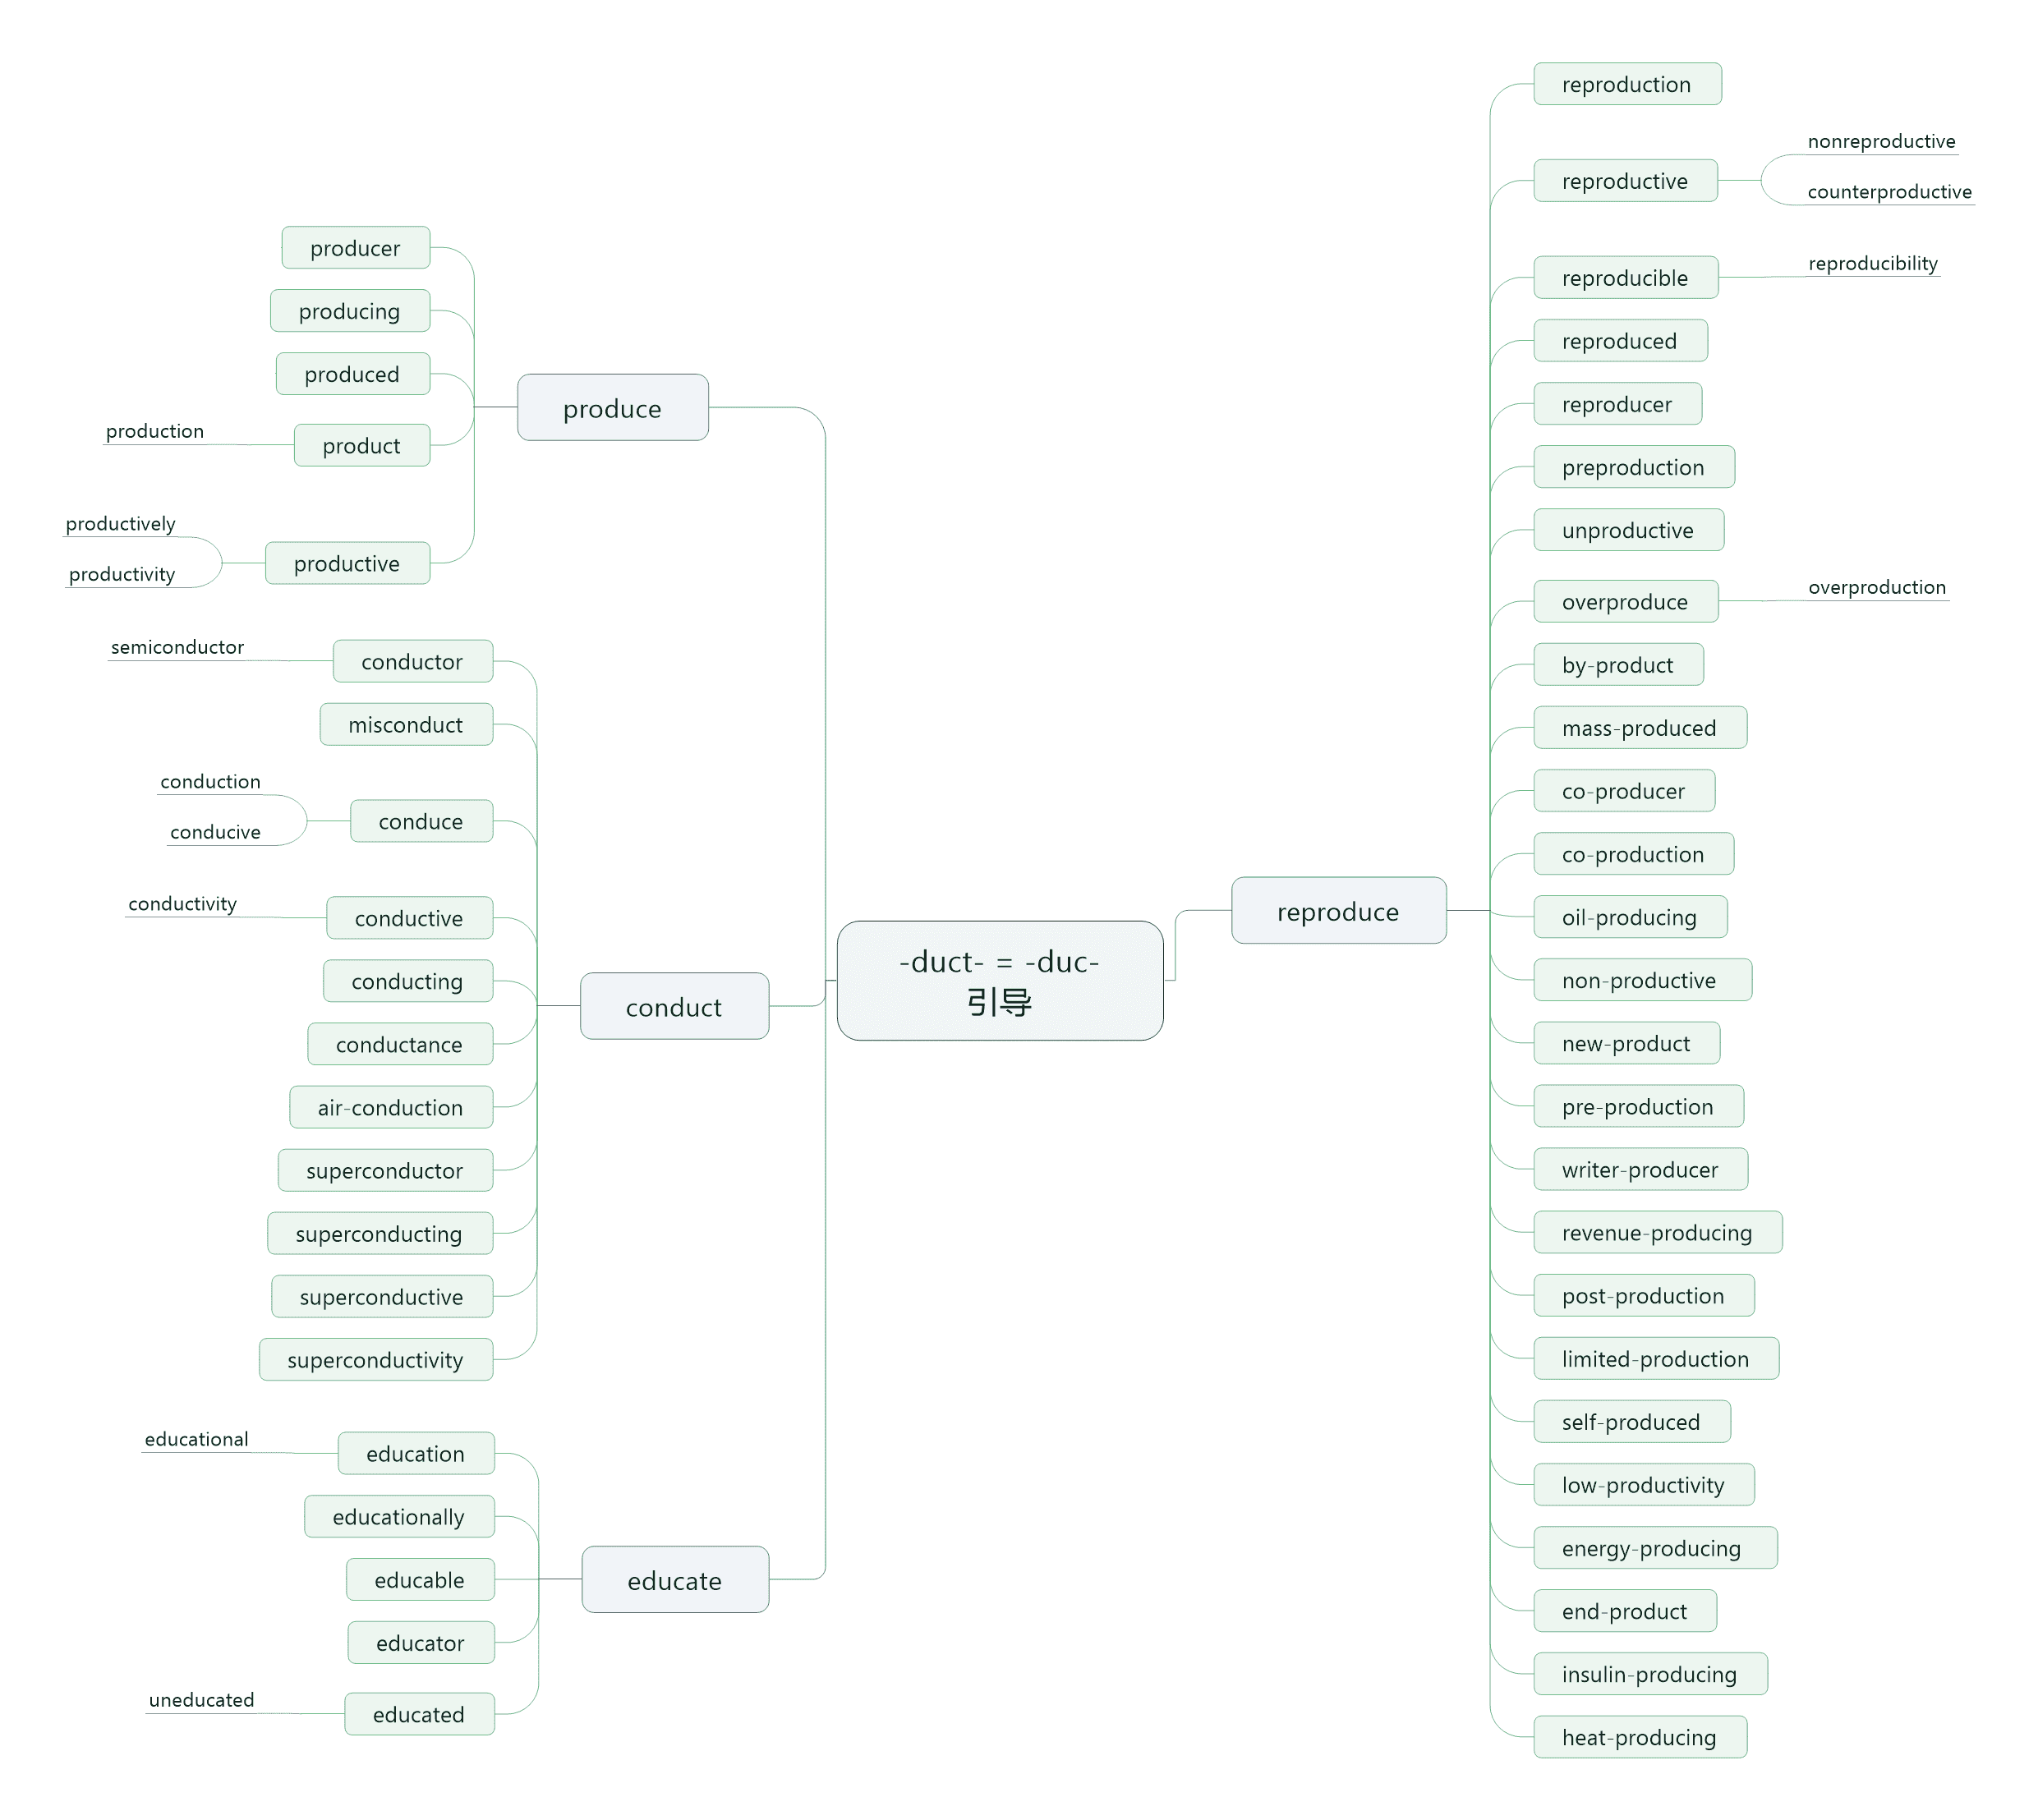 -duct- = -duc-
引导
produce
producer
producing
produced
product
production
productive
productively
productivity
conduct
conductor
semiconductor
misconduct
conduce
conduction
conducive
conductive
conductivity
conducting
conductance
air-conduction
superconductor
superconducting
superconductive
superconductivity
educate
education
educational
educationally
educable
educator
educated
uneducated
reproduce
reproduction
reproductive
nonreproductive
counterproductive
reproducible
reproducibility
reproduced
reproducer
preproduction
unproductive
overproduce
overproduction
by-product
mass-produced
co-producer
co-production
oil-producing
non-productive
new-product
pre-production
writer-producer
revenue-producing
post-production
limited-production
self-produced
low-productivity
energy-producing
end-product
insulin-producing
heat-producing